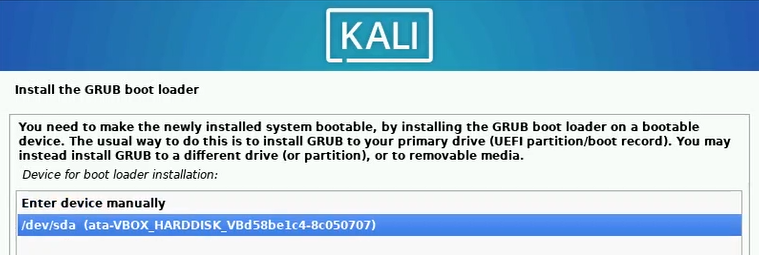 KALI
Install the GRUB boot loader
You need to make the newly installed system bootable, by installing the GRUB boot loader on a bootable
device. The usual way to do this is to install GRUB to your primary drive (UEFI partition/boot record). You may
instead install GRUB to a different drive (or partition), or to removable media.
Device for boot loader installation:
Enter device manually
/dev/sda (ata-VBOX_HARDDISK_VBd58be1c4-8c050707)